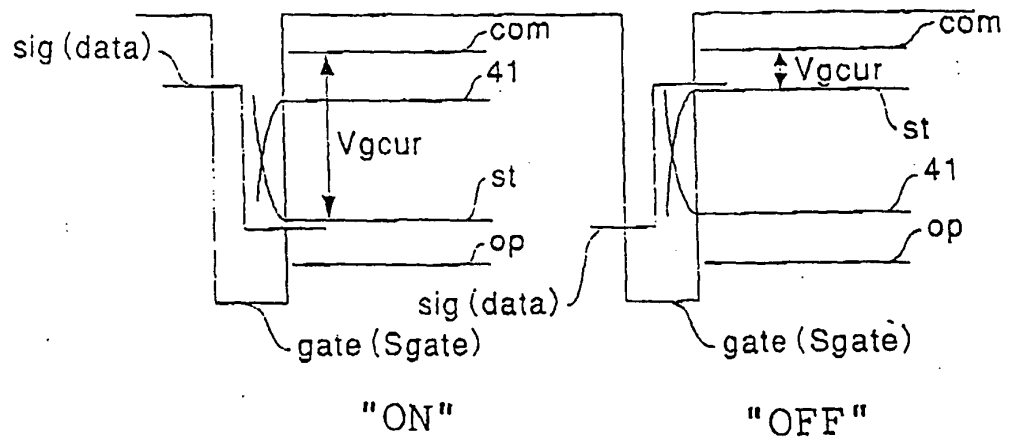 com
sig (data)
41
Vgcur
st
op
gate (Sgate)
"ON"
com
Vgcur
st
41
op
sig (data)
gate (Sgate)
"OFF"